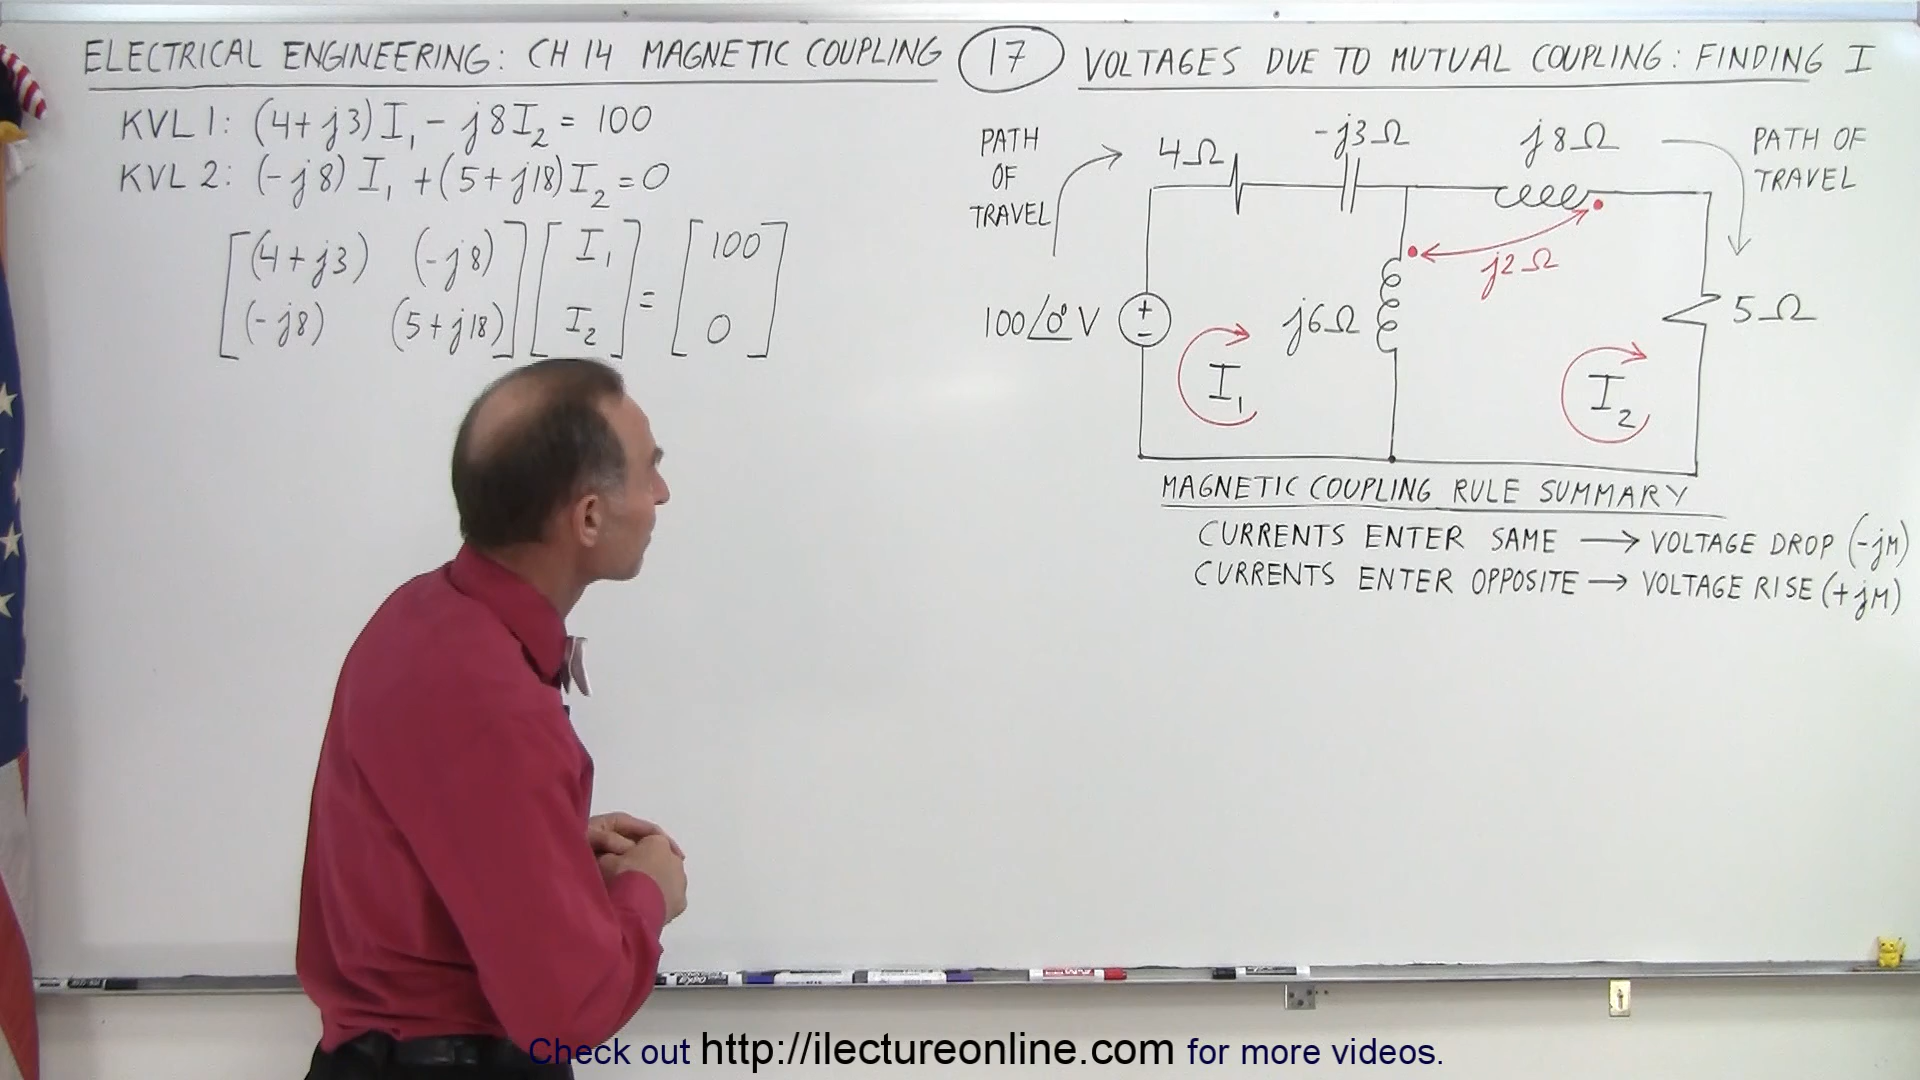 ELECTRICAL ENGINEERING: CH 14 MAGNETIC COUPLING 17 VOLTAGES DUE TO MUTUAL COUPLING: FINDING I
KVL 1: (4+j3)I₁ - j8I₂ = 100
KVL 2: (-j8)I₁ + (5+j18)I₂ = 0
[(4+j3) (-j8)] [I₁] = [100]
[(-j8) (5+j18)] [I₂] [0]
PATH
OF
TRAVEL
4Ω
-j3Ω
j8Ω
PATH OF
TRAVEL
j2Ω
100∠0° V
+
-
j6Ω
5Ω
I₁
I₂
MAGNETIC COUPLING RULE SUMMARY
CURRENTS ENTER SAME → VOLTAGE DROP (-jM)
CURRENTS ENTER OPPOSITE → VOLTAGE RISE (+jM)
Check out http://ilectureonline.com for more videos.